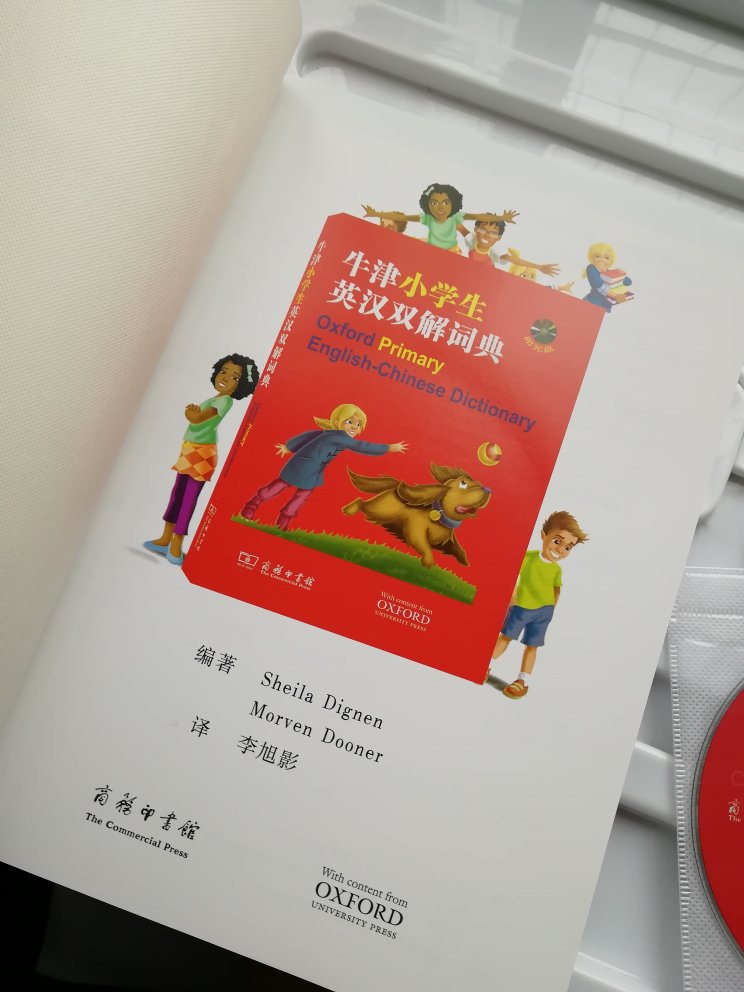 牛津小学生
英汉双解词典
Oxford Primary
English-Chinese Dictionary
附光盘
牛津小学生英汉双解词典
商务印书馆
The Commercial Press
With content from
OXFORD
UNIVERSITY PRESS
编著 Sheila Dignen
Morven Dooner
译 李旭影
商务印书馆
The Commercial Press
With content from
OXFORD
UNIVERSITY PRESS